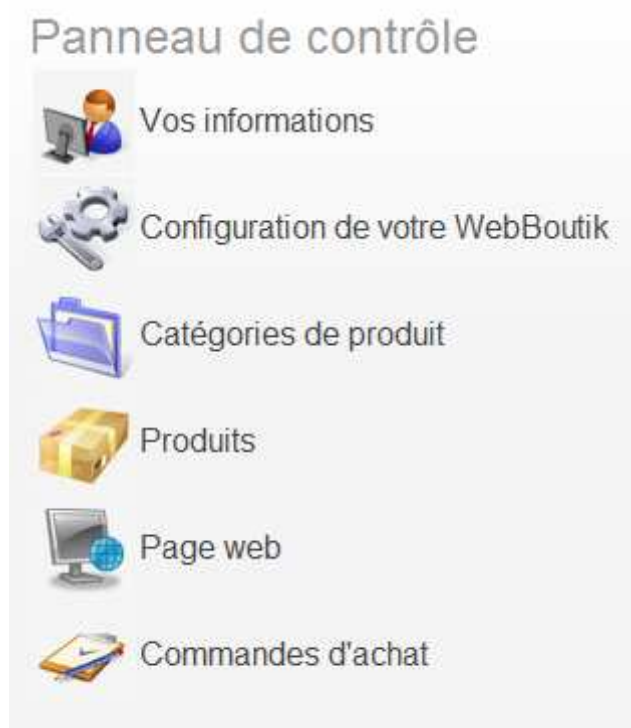 Panneau de contrôle
Vos informations
Configuration de votre WebBoutik
Catégories de produit
Produits
Page web
Commandes d'achat